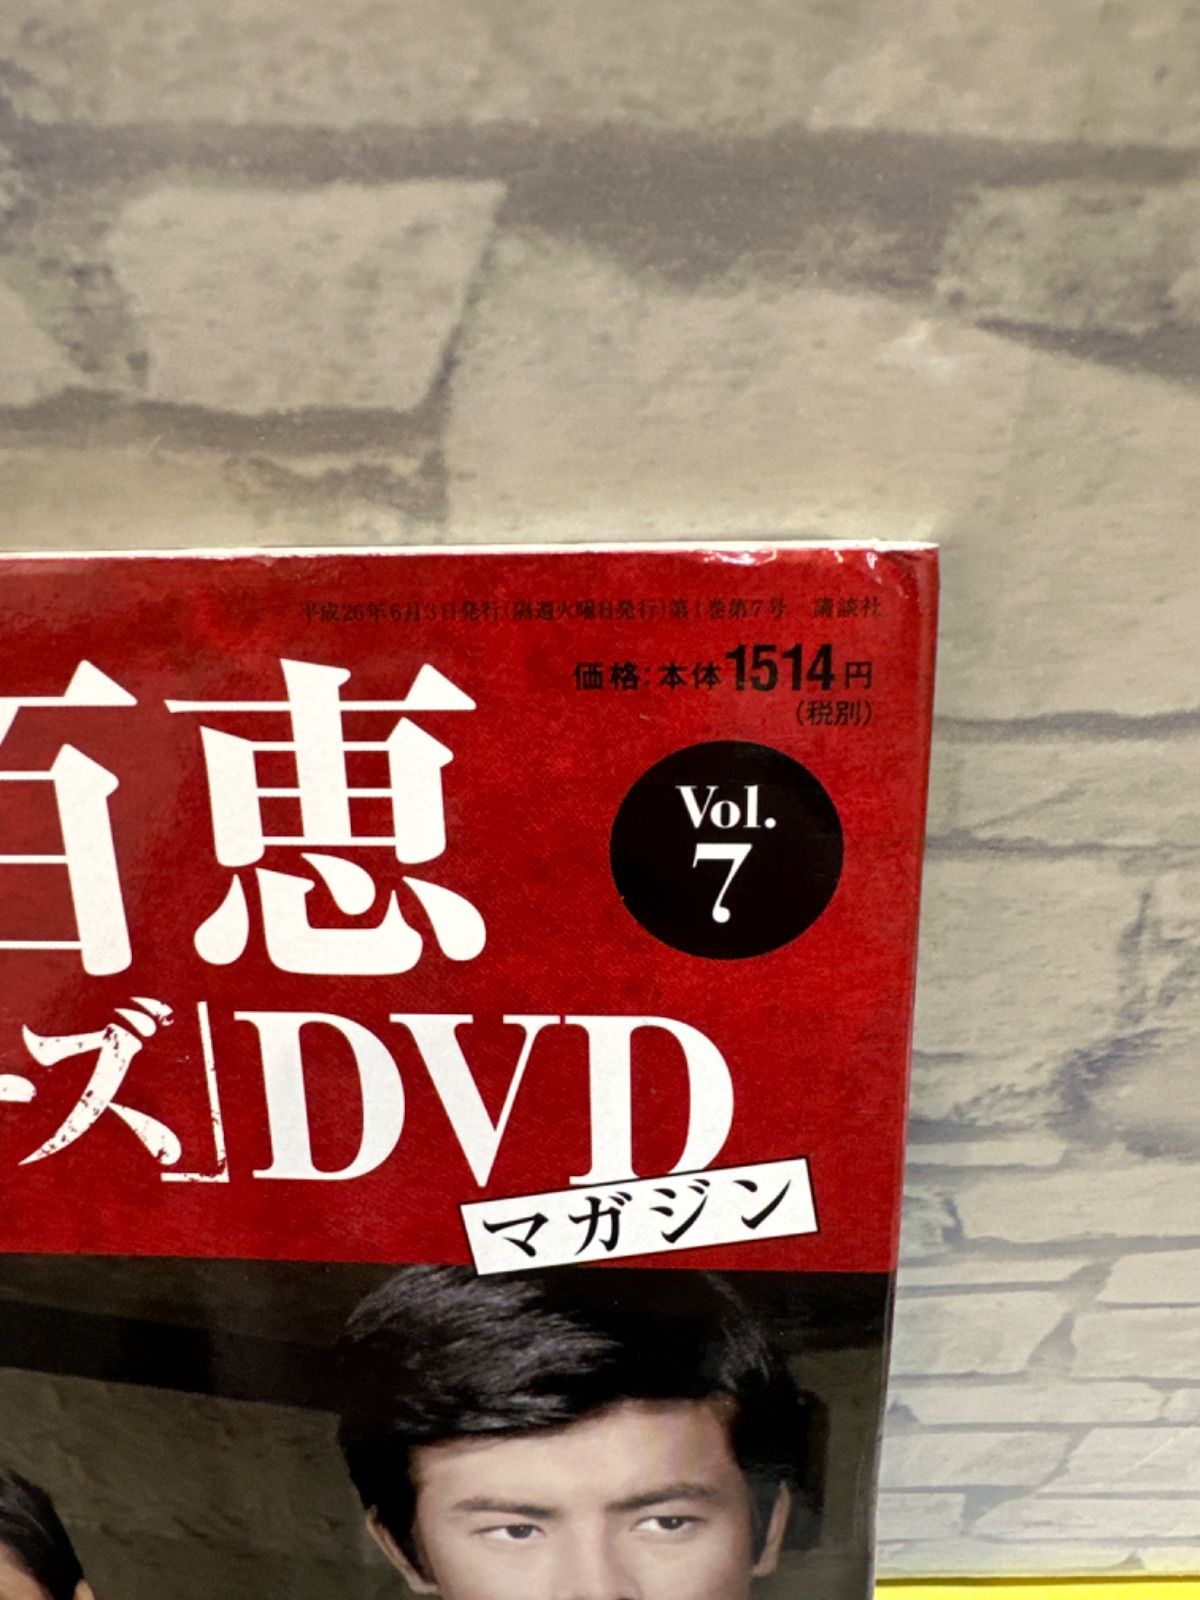 平成26年6月3日発行(隔週火曜日発行)第1巻第7号　講談社
価格:本体1514円
(税別)
百恵
Vol.
7
ーズ」DVD
マガジン